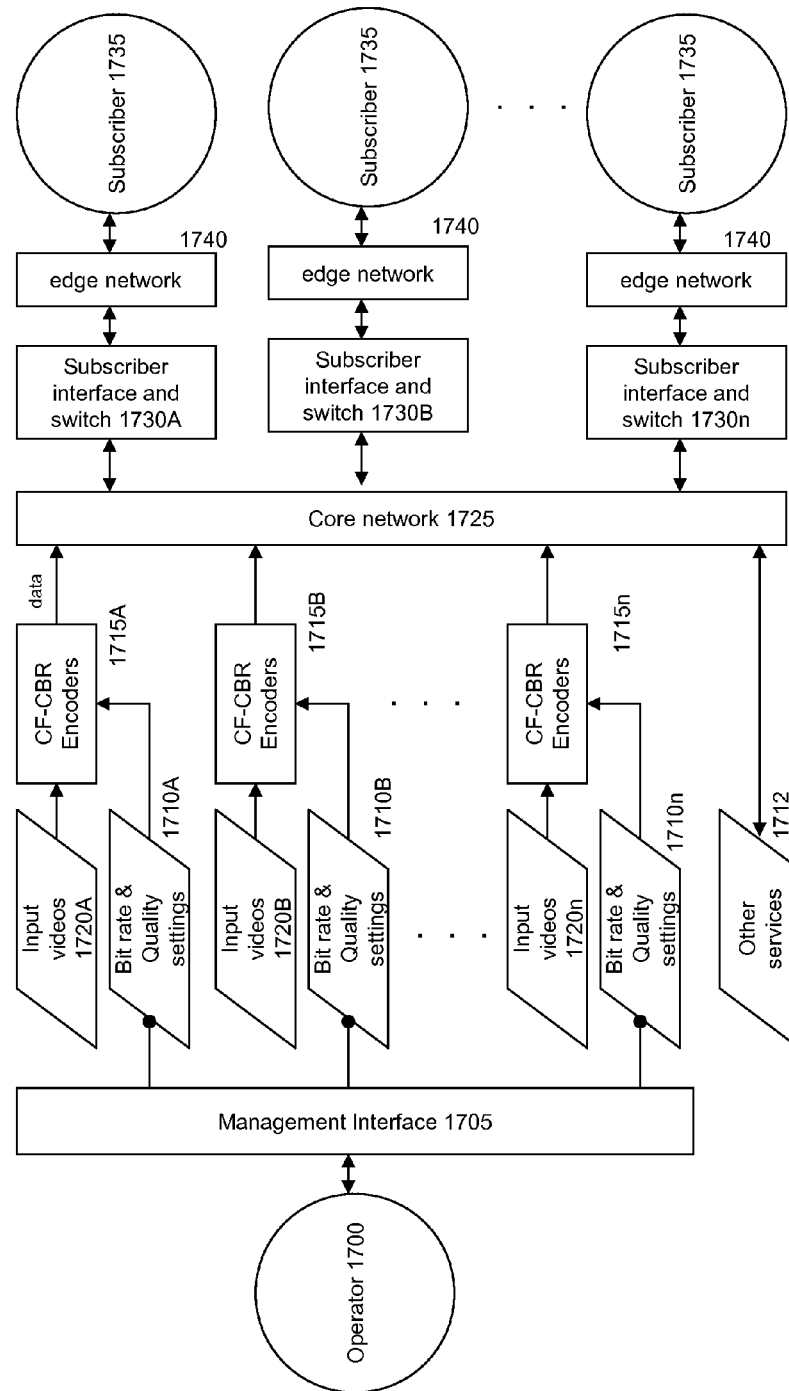 Subscriber 1735
Subscriber 1735
. . .
Subscriber 1735
1740
1740
1740
edge network
edge network
edge network
Subscriber
interface and
switch 1730A
Subscriber
interface and
switch 1730B
Subscriber
interface and
switch 1730n
Core network 1725
data
CF-CBR
Encoders
1715A
CF-CBR
Encoders
1715B
. . .
CF-CBR
Encoders
1715n
Input
videos
1720A
Bit rate &
Quality
settings
1710A
Input
videos
1720B
Bit rate &
Quality
settings
1710B
. . .
Input
videos
1720n
Bit rate &
Quality
settings
1710n
Other
services
1712
Management Interface 1705
Operator 1700